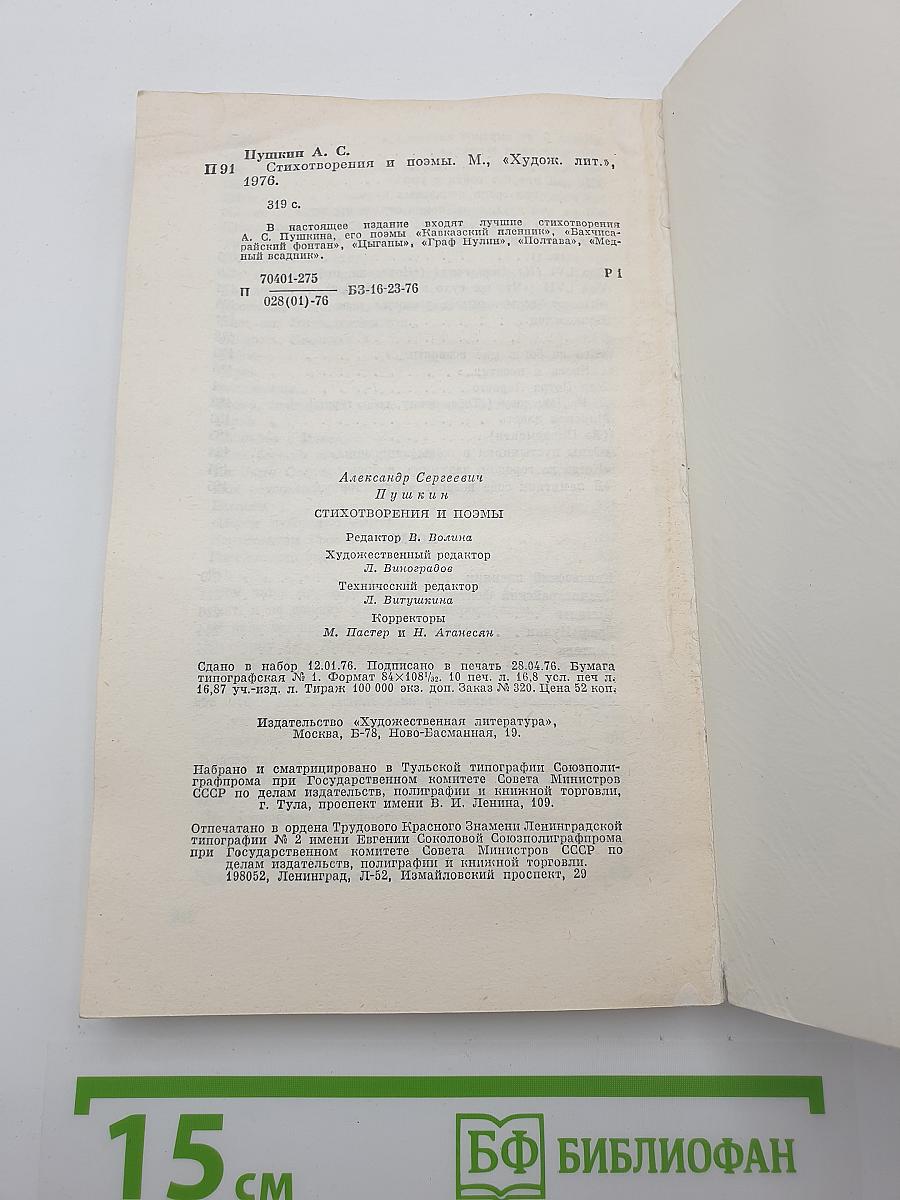 Пушкин А. С.
П 91 Стихотворения и поэмы. М., «Худож. лит.»,
1976.
319 с.
В настоящее издание входят лучшие стихотворения
А. С. Пушкина, его поэмы «Кавказский пленник», «Бахчиса-
райский фонтан», «Цыганы», «Граф Нулин», «Полтава», «Мед-
ный всадник».
70401-275
П БЗ-16-23-76
028(01)-76
Р 1
Александр Сергеевич
Пушкин
СТИХОТВОРЕНИЯ И ПОЭМЫ
Редактор В. Волина
Художественный редактор
Л. Виноградов
Технический редактор
Л. Витушкина
Корректоры
М. Пастер и Н. Атанесян
Сдано в набор 12.01.76. Подписано в печать 28.04.76. Бумага
типографская № 1. Формат 84×108¹/₃₂. 10 печ. л. 16,8 усл. печ л.
16,87 уч.-изд. л. Тираж 100 000 экз. доп. Заказ № 320. Цена 52 коп.
Издательство «Художественная литература»,
Москва, Б-78, Ново-Басманная, 19.
Набрано и сматрицировано в Тульской типографии Союзполи-
графпрома при Государственном комитете Совета Министров
СССР по делам издательств, полиграфии и книжной торговли,
г. Тула, проспект имени В. И. Ленина, 109.
Отпечатано в ордена Трудового Красного Знамени Ленинградской
типографии № 2 имени Евгении Соколовой Союзполиграфпрома
при Государственном комитете Совета Министров СССР по
делам издательств, полиграфии и книжной торговли.
198052, Ленинград, Л-52, Измайловский проспект, 29
15 см
БФ БИБЛИОФАН